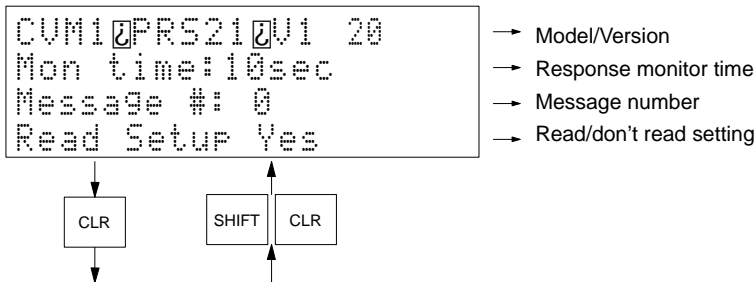 CVM1¿PRS21¿V1 20
Model/Version
Mon time:10sec
Response monitor time
Message #: 0
Message number
Read Setup Yes
Read/don't read setting
CLR
SHIFT
CLR